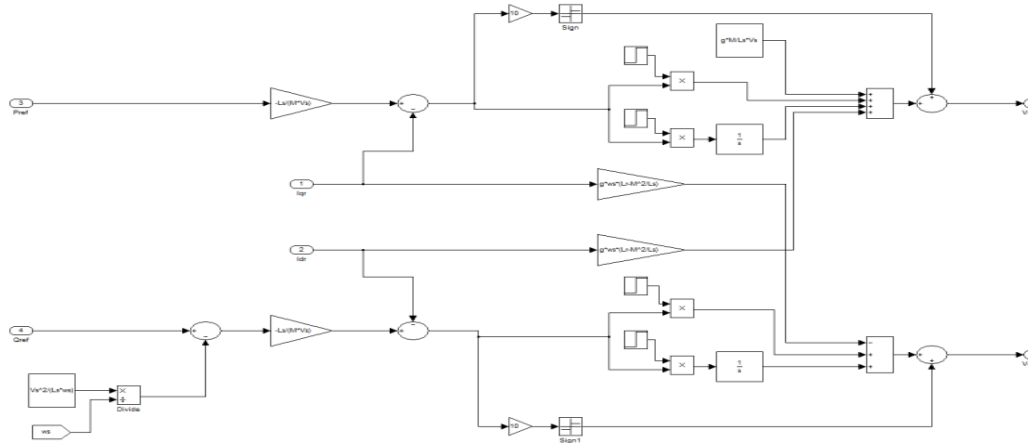 10
Sign
g*M/Ls*Vs
×
3
Pref
-Ls/(M*Vs)
×
1
s
1
Iqr
g*ws*(Lr-M^2/Ls)
2
Idr
g*ws*(Lr-M^2/Ls)
×
4
Qref
-Ls/(M*Vs)
×
1
s
Vs^2/(Ls*ws)
×
÷
Divide
ws
10
Sign1